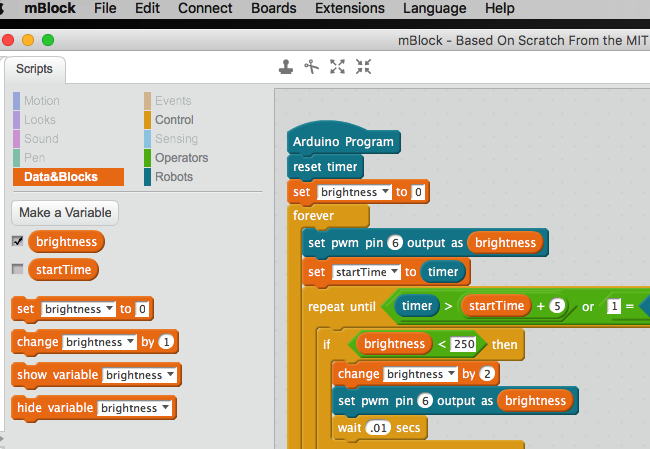 mBlock File Edit Connect Boards Extensions Language Help
mBlock - Based On Scratch From the MIT
Scripts
Motion Events
Looks Control
Sound Sensing
Pen Operators
Data&Blocks Robots
Make a Variable
brightness
startTime
set brightness to 0
change brightness by 1
show variable brightness
hide variable brightness
Arduino Program
reset timer
set brightness to 0
forever
set pwm pin 6 output as brightness
set startTime to timer
repeat until timer > startTime + 5 or 1 =
if brightness < 250 then
change brightness by 2
set pwm pin 6 output as brightness
wait .01 secs